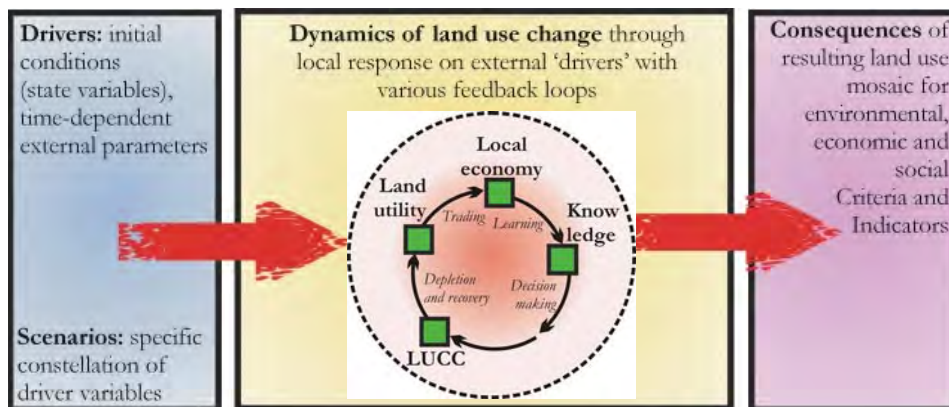 Drivers: initial
conditions
(state variables),
time-dependent
external parameters
Scenarios: specific
constellation of
driver variables
Dynamics of land use change through
local response on external ‘drivers’ with
various feedback loops
Local
economy
Land
utility
Trading
Learning
Know
ledge
Depletion
and recovery
Decision
making
LUCC
Consequences of
resulting land use
mosaic for
environmental,
economic and
social
Criteria and
Indicators